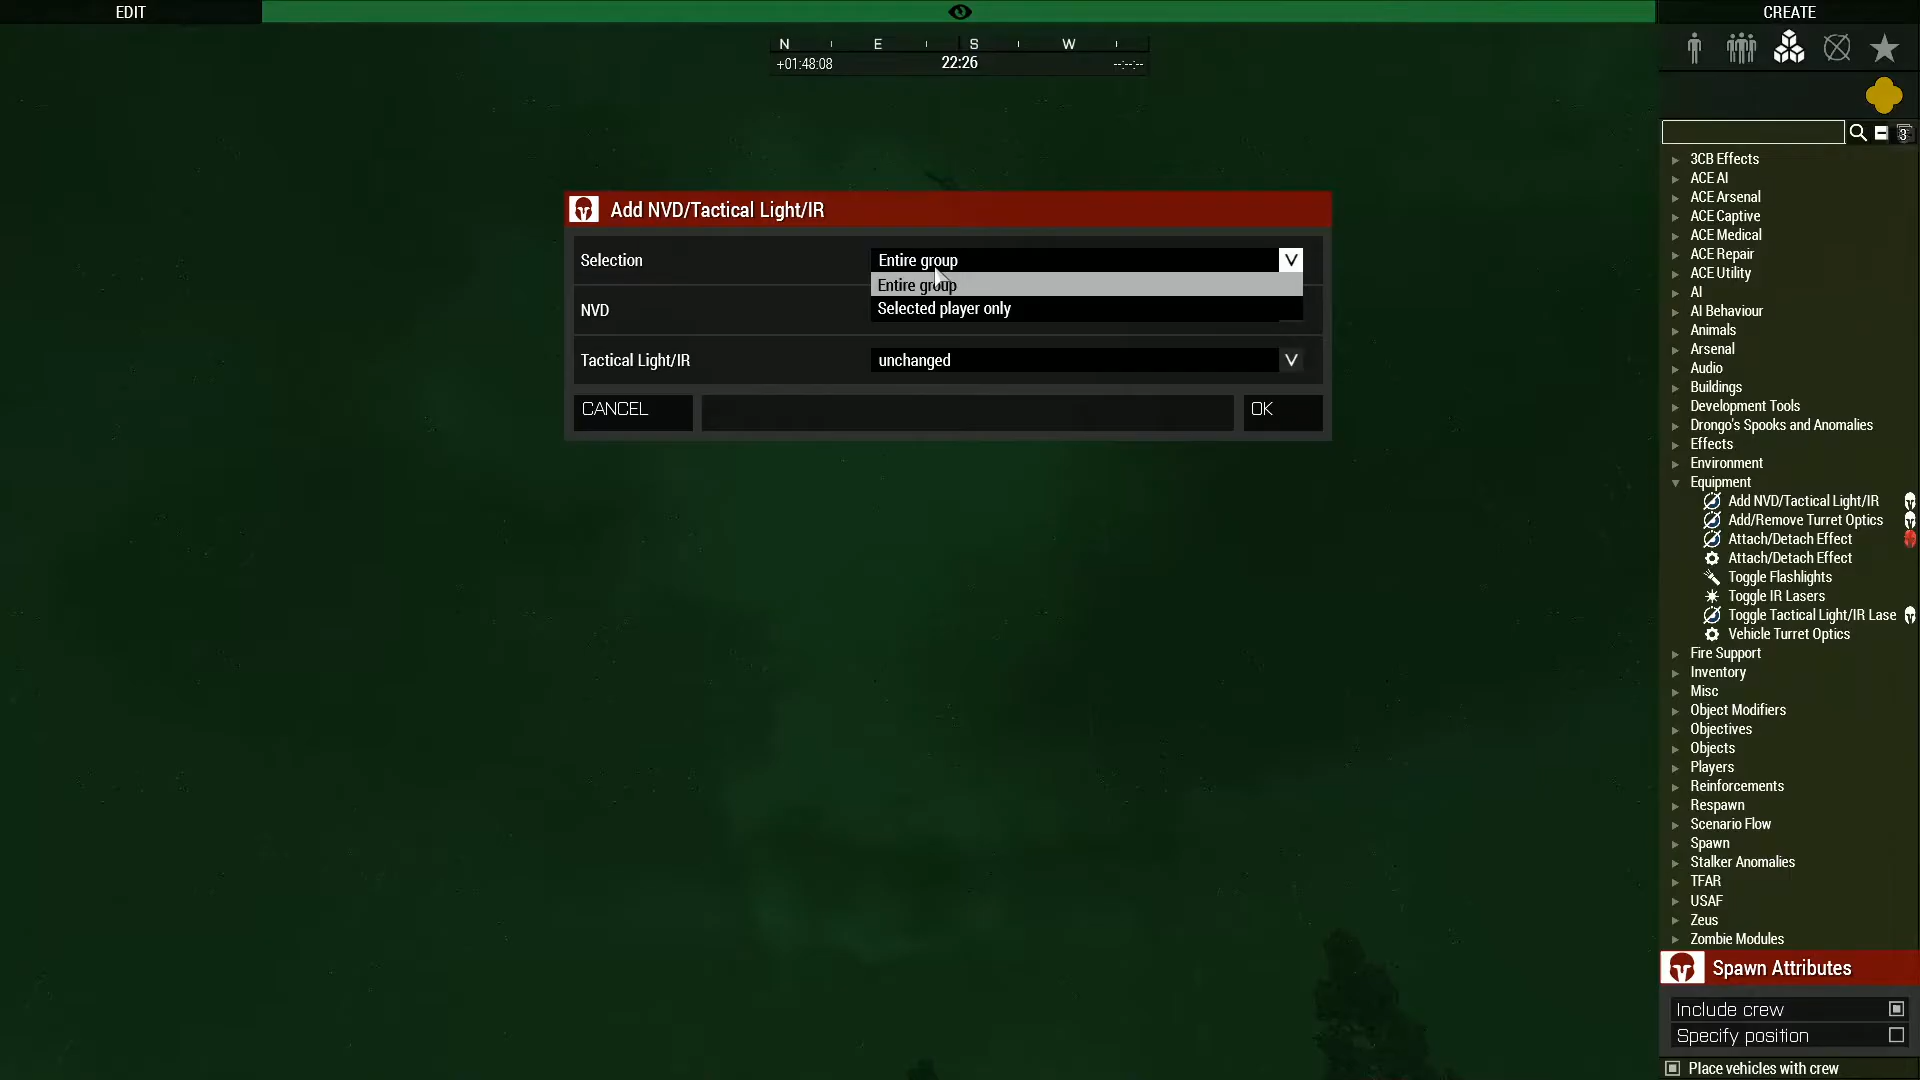 EDIT
CREATE
N E S W
+01:48:08 22:26 --:--:--
3
Add NVD/Tactical Light/IR
Selection
Entire group
V
Entire group
Selected player only
NVD
Tactical Light/IR
unchanged
V
CANCEL
OK
3CB Effects
ACE AI
ACE Arsenal
ACE Captive
ACE Medical
ACE Repair
ACE Utility
AI
AI Behaviour
Animals
Arsenal
Audio
Buildings
Development Tools
Drongo's Spooks and Anomalies
Effects
Environment
Equipment
Add NVD/Tactical Light/IR
Add/Remove Turret Optics
Attach/Detach Effect
Attach/Detach Effect
Toggle Flashlights
Toggle IR Lasers
Toggle Tactical Light/IR Lase
Vehicle Turret Optics
Fire Support
Inventory
Misc
Object Modifiers
Objectives
Objects
Players
Reinforcements
Respawn
Scenario Flow
Spawn
Stalker Anomalies
TFAR
USAF
Zeus
Zombie Modules
Spawn Attributes
Include crew
Specify position
Place vehicles with crew